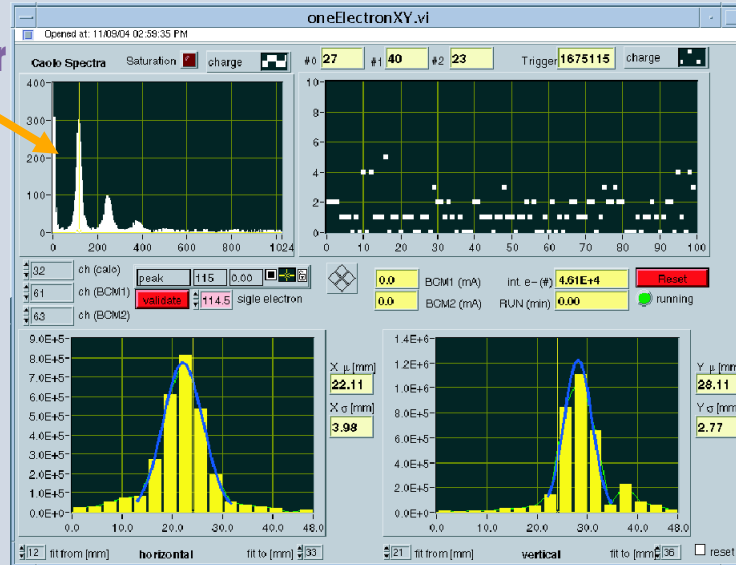 oneElectronXY.vi
Opened at: 11/09/04 02:59:35 PM
r
Caolo Spectra Saturation charge #0 27 #1 40 #2 23 Trigger 1675115 charge
400-
300-
200-
100-
0-
0 200 400 600 800 1024
10-
8-
6-
4-
2-
0-
0 10 20 30 40 50 60 70 80 90 100
32 ch (calo)
61 ch (BCM1)
63 ch (BCM2)
peak 115 0.00
validate 114.5 sigle electron
0.0 BCM1 (mA) int e-(#) 4.61E+4 Reset
0.0 BCM2 (mA) RUN (min) 0.00 running
9.0E+5-
8.0E+5-
7.0E+5-
6.0E+5-
5.0E+5-
4.0E+5-
3.0E+5-
2.0E+5-
1.0E+5-
0.0E+0-
0.0 10.0 20.0 30.0 48.0
X μ [mm]
22.11
X σ [mm]
3.98
1.4E+6-
1.2E+6-
1.0E+6-
8.0E+5-
6.0E+5-
4.0E+5-
2.0E+5-
0.0E+0-
0.0 10.0 20.0 30.0 40.0 48.0
Y μ [mm
28.11
Y σ [mm
2.77
12 fit from [mm] horizontal fit to [mm] 33
21 fit from [mm] vertical fit to [mm] 36 reset